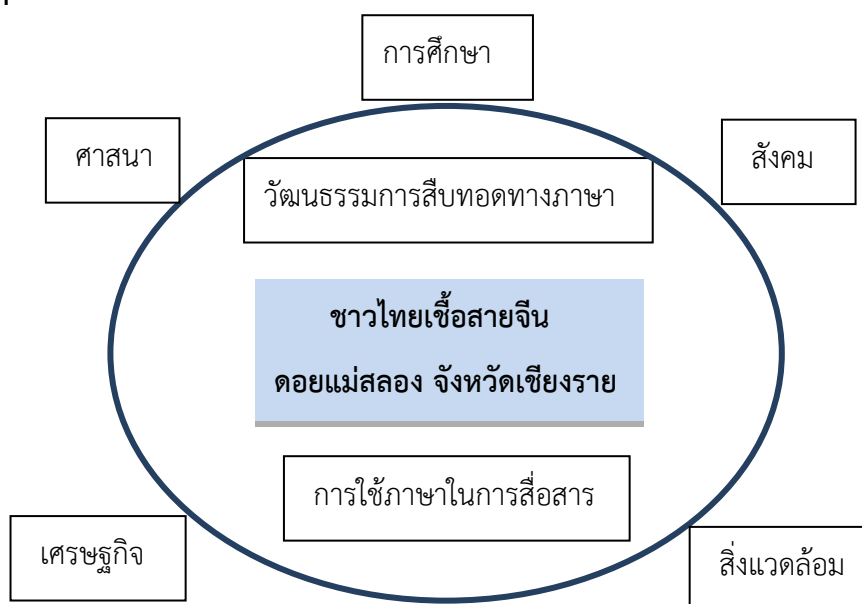 การศึกษา
ศาสนา
สังคม
วัฒนธรรมการสืบทอดทางภาษา
ชาวไทยเชื้อสายจีน
ดอยแม่สลอง จังหวัดเชียงราย
การใช้ภาษาในการสื่อสาร
เศรษฐกิจ
สิ่งแวดล้อม